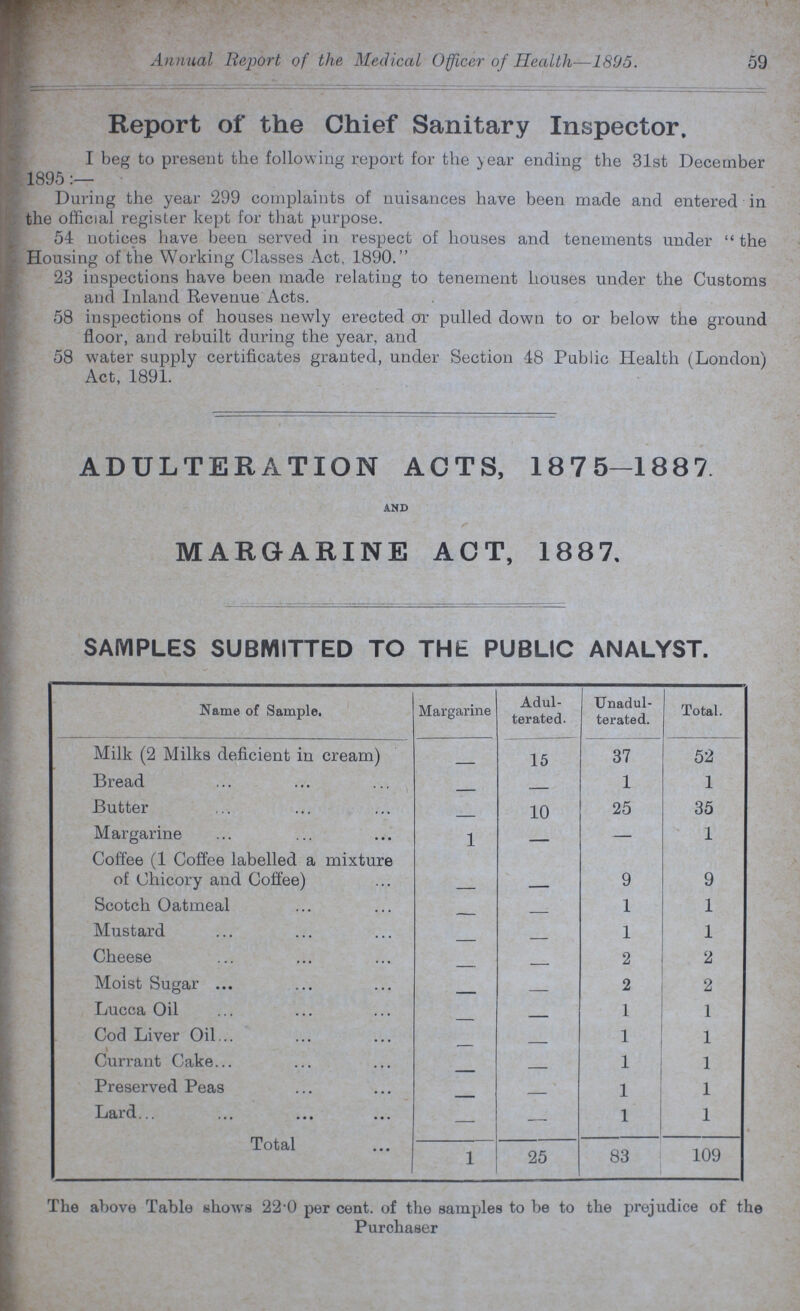 Annual Report of the Medical Officer of Health—1895. 59
Report of the Chief Sanitary Inspector.
I beg to present the following report for the year ending the 31st December
1895:—
During the year 299 complaints of nuisances have been made and entered in
the official register kept for that purpose.
54 notices have been served in respect of houses and tenements under "the
Housing of the Working Classes Act, 1890."
23 inspections have been made relating to tenement houses under the Customs
and Inland Revenue Acts.
58 inspections of houses newly erected or pulled down to or below the ground
floor, and rebuilt during the year, and
58 water supply certificates granted, under Section 48 Public Health (London)
Act, 1891.
ADULTERATION ACTS, 1875—1887.
AND
MARGARINE ACT, 1887.
SAMPLES SUBMITTED TO THE PUBLIC ANALYST.
Name of Sample. Margarine Adul-terated. Unadul-terated. Total.
Milk (2 Milks deficient in cream) — 15 37 52
Bread ... ... ... — — 1 1
Butter ... ... ... — 10 25 35
Margarine ... ... ... 1 — — 1
Coffee (1 Coffee labelled a mixture
of Chicory and Coffee) ... — — 9 9
Scotch Oatmeal ... ... — — 1 1
Mustard ... ... ... — — 1 1
Cheese ... ... ... — — 2 2
Moist Sugar ... ... ... — — 2 2
Lucca Oil ... ... ... — — 1 1
Cod Liver Oil... ... ... — — 1 1
Currant Cake... ... ... — — 1 1
Preserved Peas ... ... — — 1 1
Lard... ... ... ... — — 1 1
Total ... 1 25 83 109
The above Table shows 22·0 per cent. of the samples to be to the prejudice of the
Purchaser